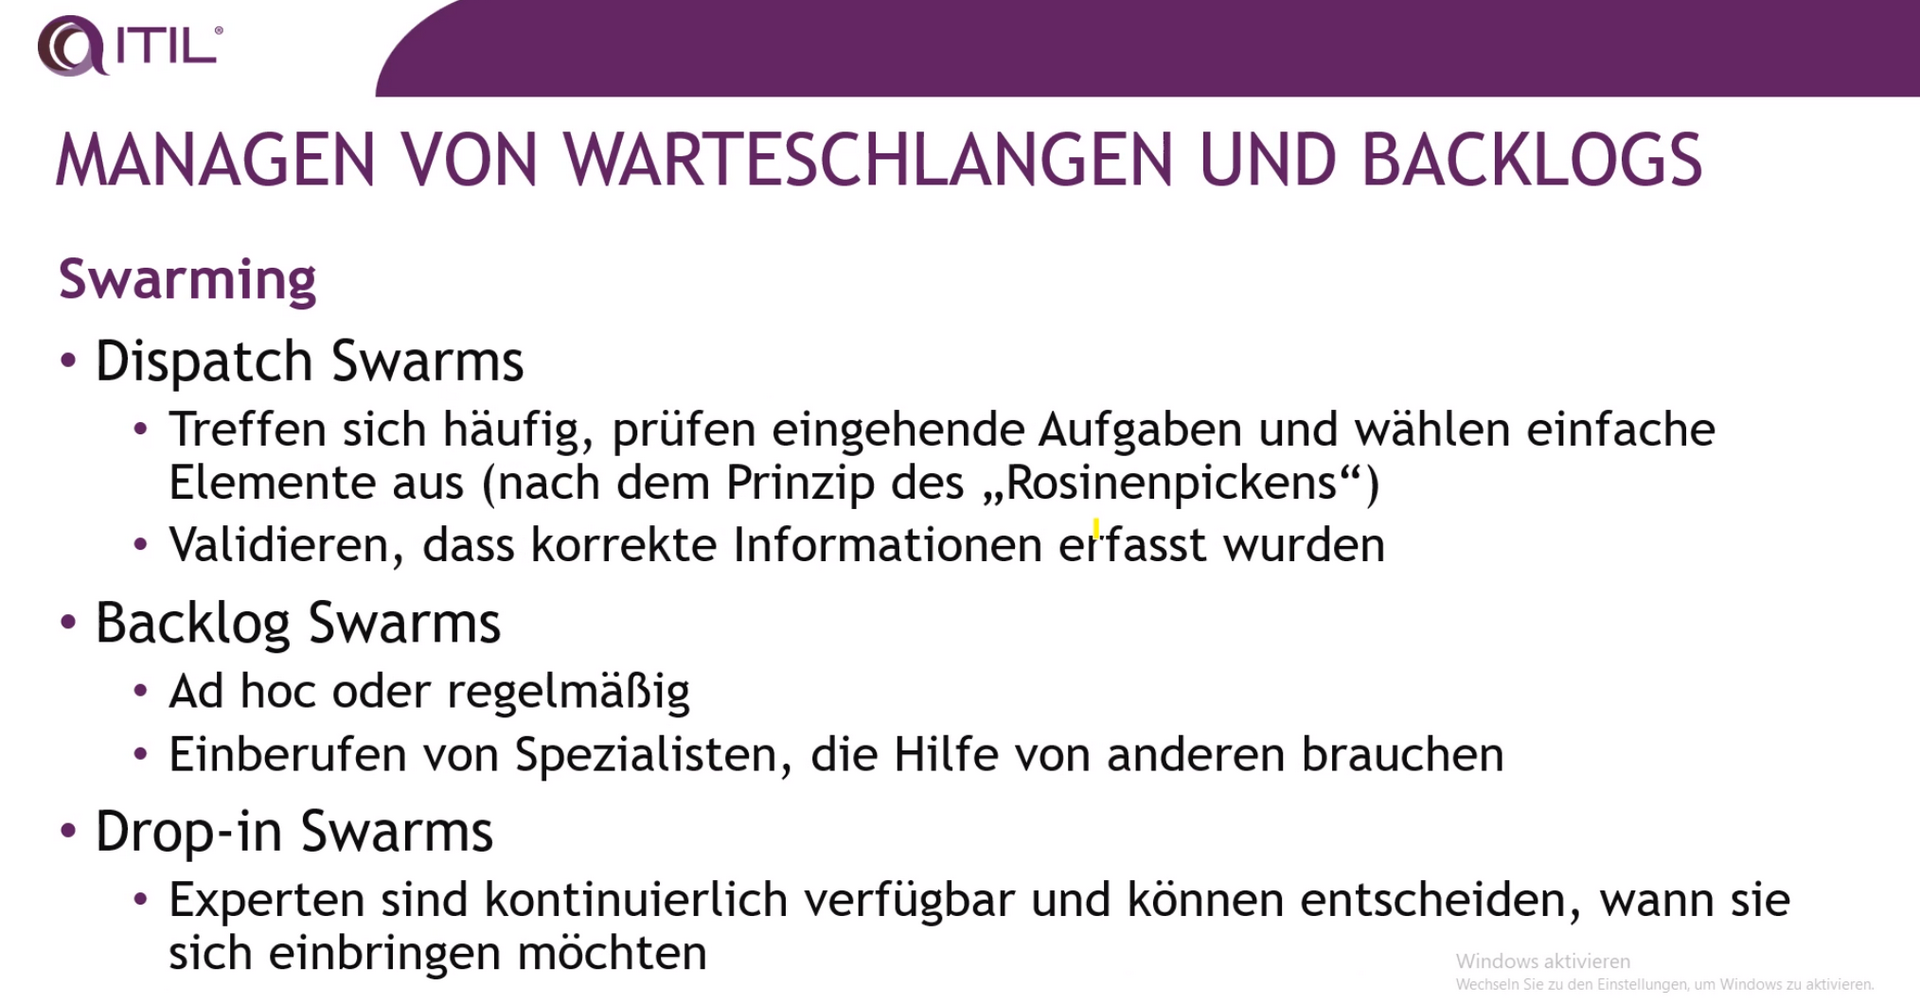 ITIL®
MANAGEN VON WARTESCHLANGEN UND BACKLOGS
Swarming
• Dispatch Swarms
• Treffen sich häufig, prüfen eingehende Aufgaben und wählen einfache
Elemente aus (nach dem Prinzip des „Rosinenpickens“)
• Validieren, dass korrekte Informationen erfasst wurden
• Backlog Swarms
• Ad hoc oder regelmäßig
• Einberufen von Spezialisten, die Hilfe von anderen brauchen
• Drop-in Swarms
• Experten sind kontinuierlich verfügbar und können entscheiden, wann sie
sich einbringen möchten
Windows aktivieren
Wechseln Sie zu den Einstellungen, um Windows zu aktivieren.